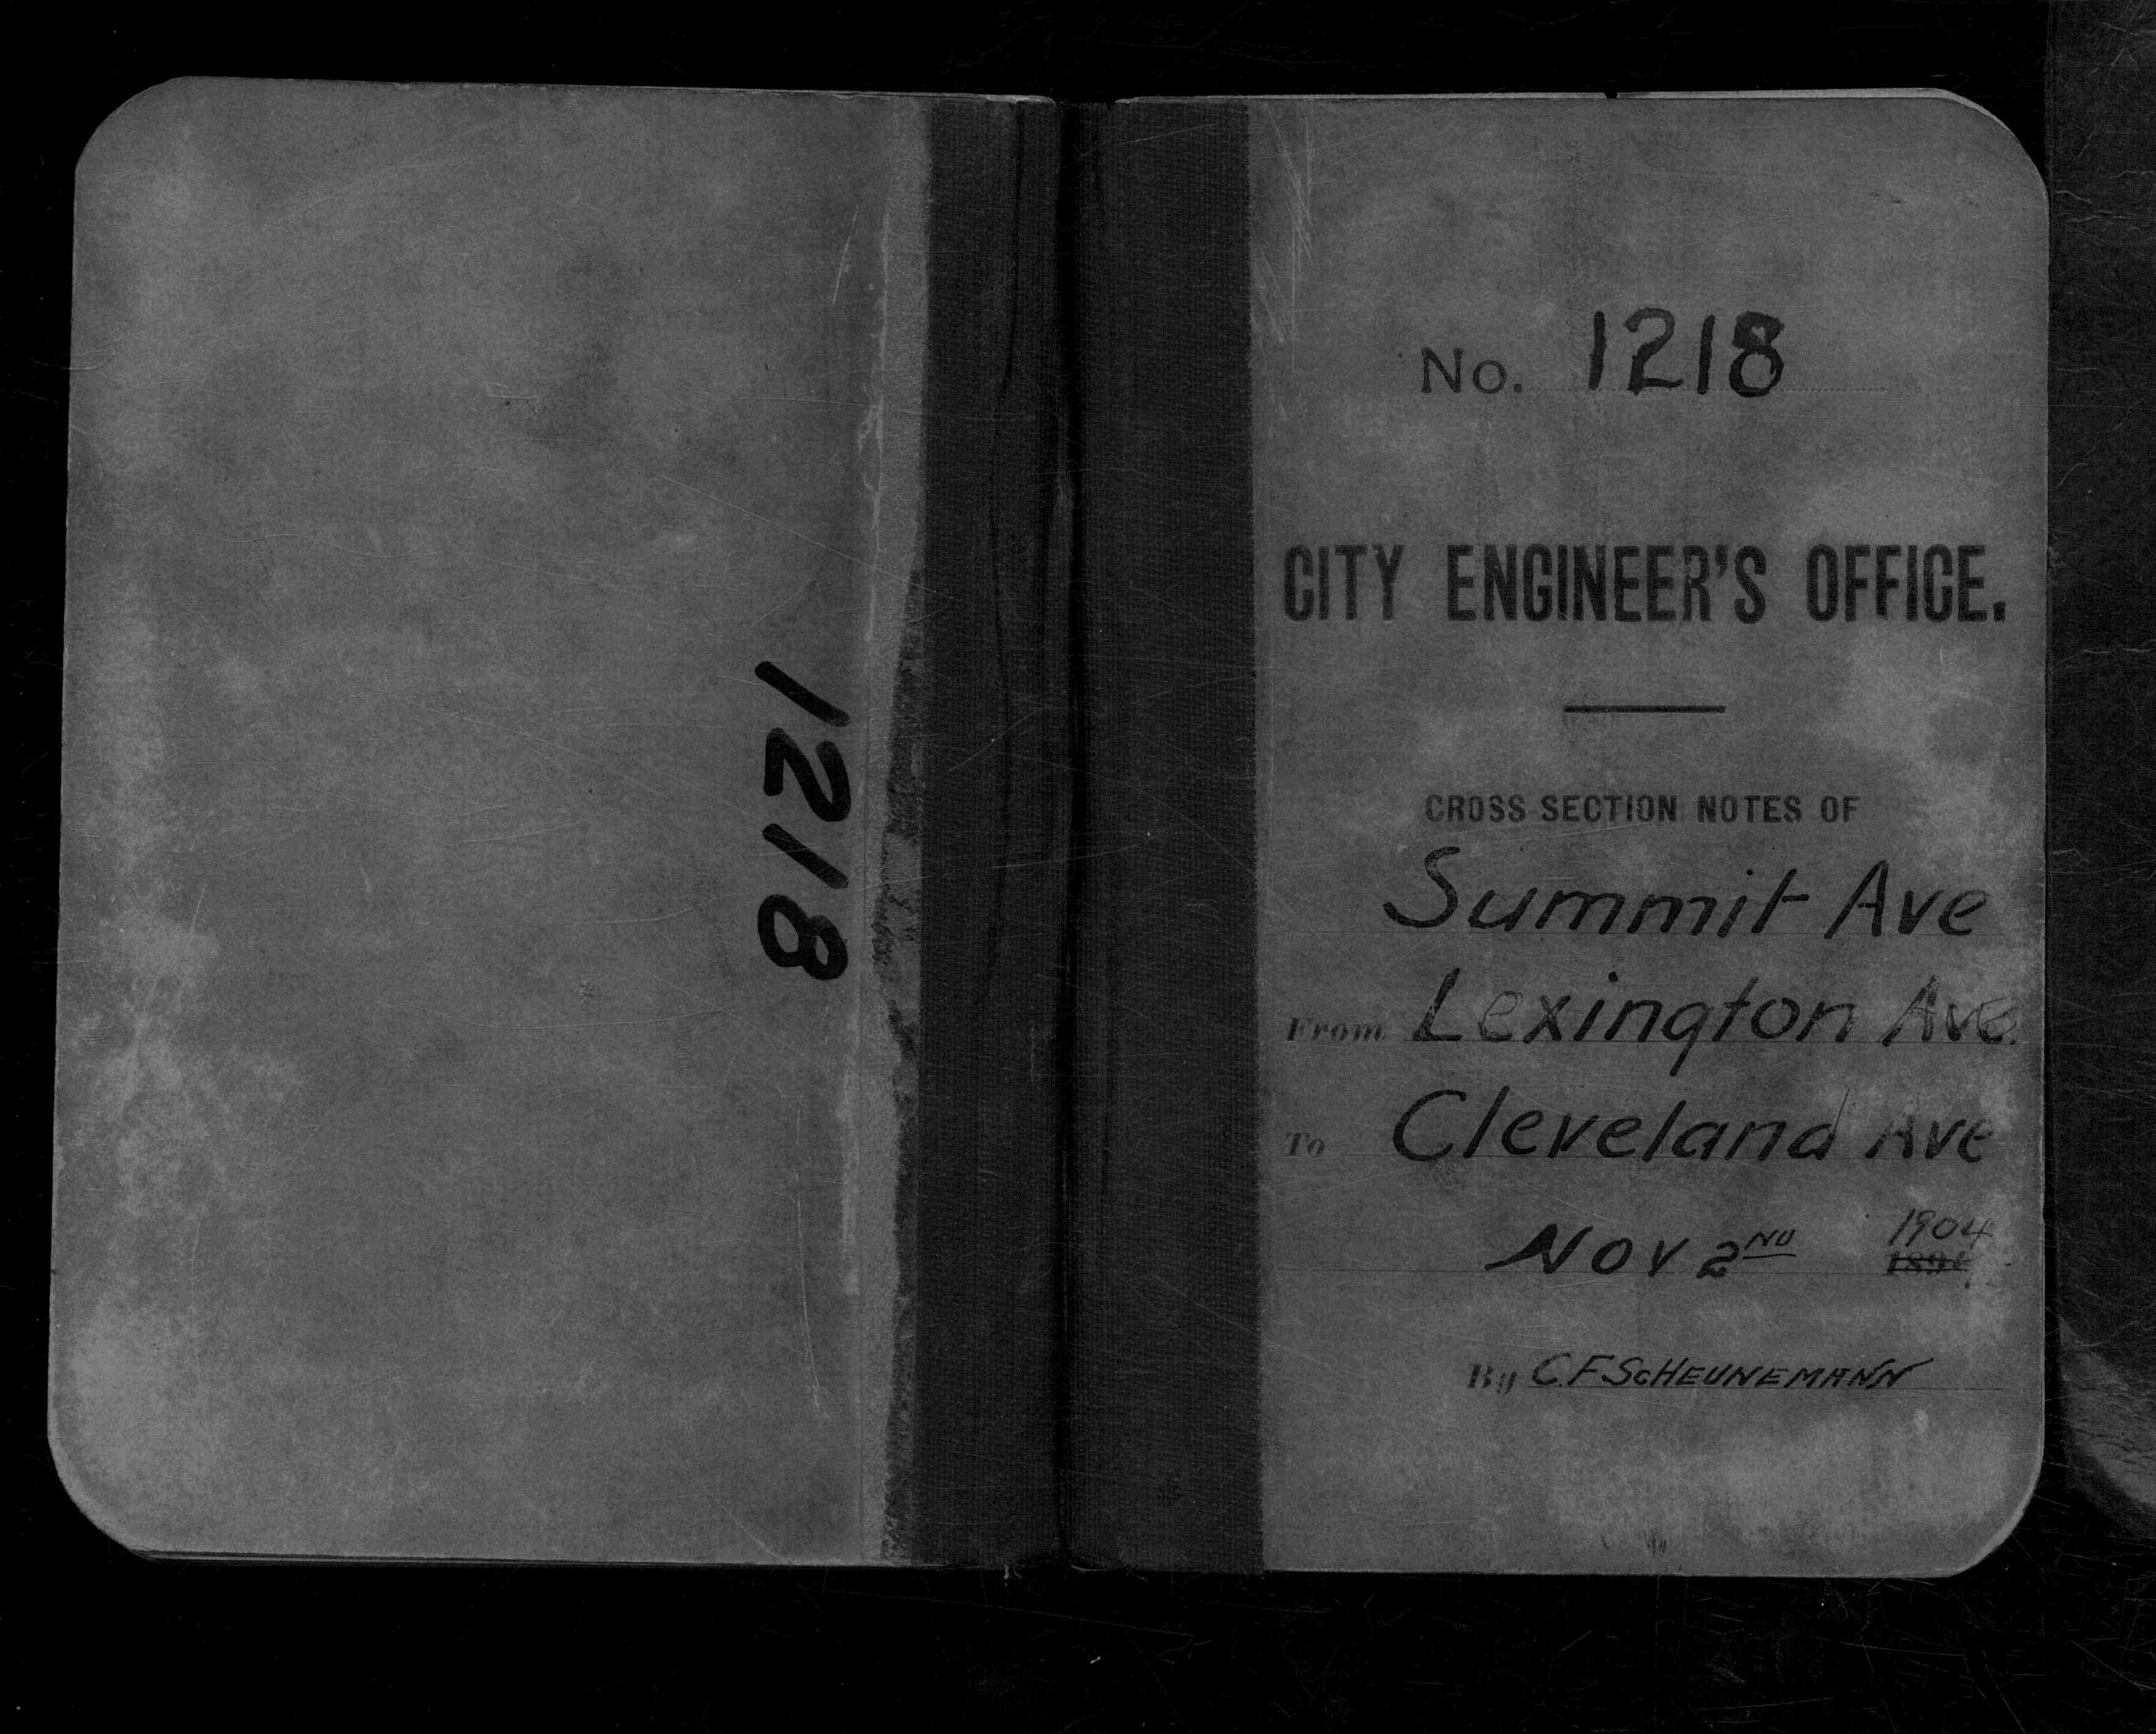 1218
No. 1218
CITY ENGINEER'S OFFICE.
CROSS SECTION NOTES OF
Summit Ave
From Lexington Ave.
To Cleveland Ave
Nov 2ND 1904
By C.F. SCHEUNEMANN